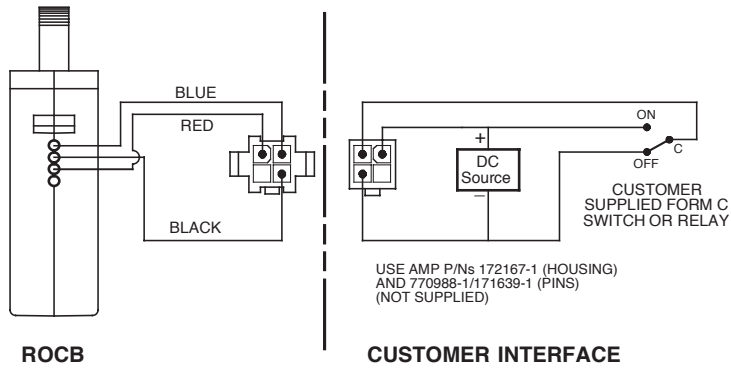 BLUE
RED
BLACK
ROCB
+
DC
Source
–
ON
C
OFF
CUSTOMER
SUPPLIED FORM C
SWITCH OR RELAY
USE AMP P/Ns 172167-1 (HOUSING)
AND 770988-1/171639-1 (PINS)
(NOT SUPPLIED)
CUSTOMER INTERFACE